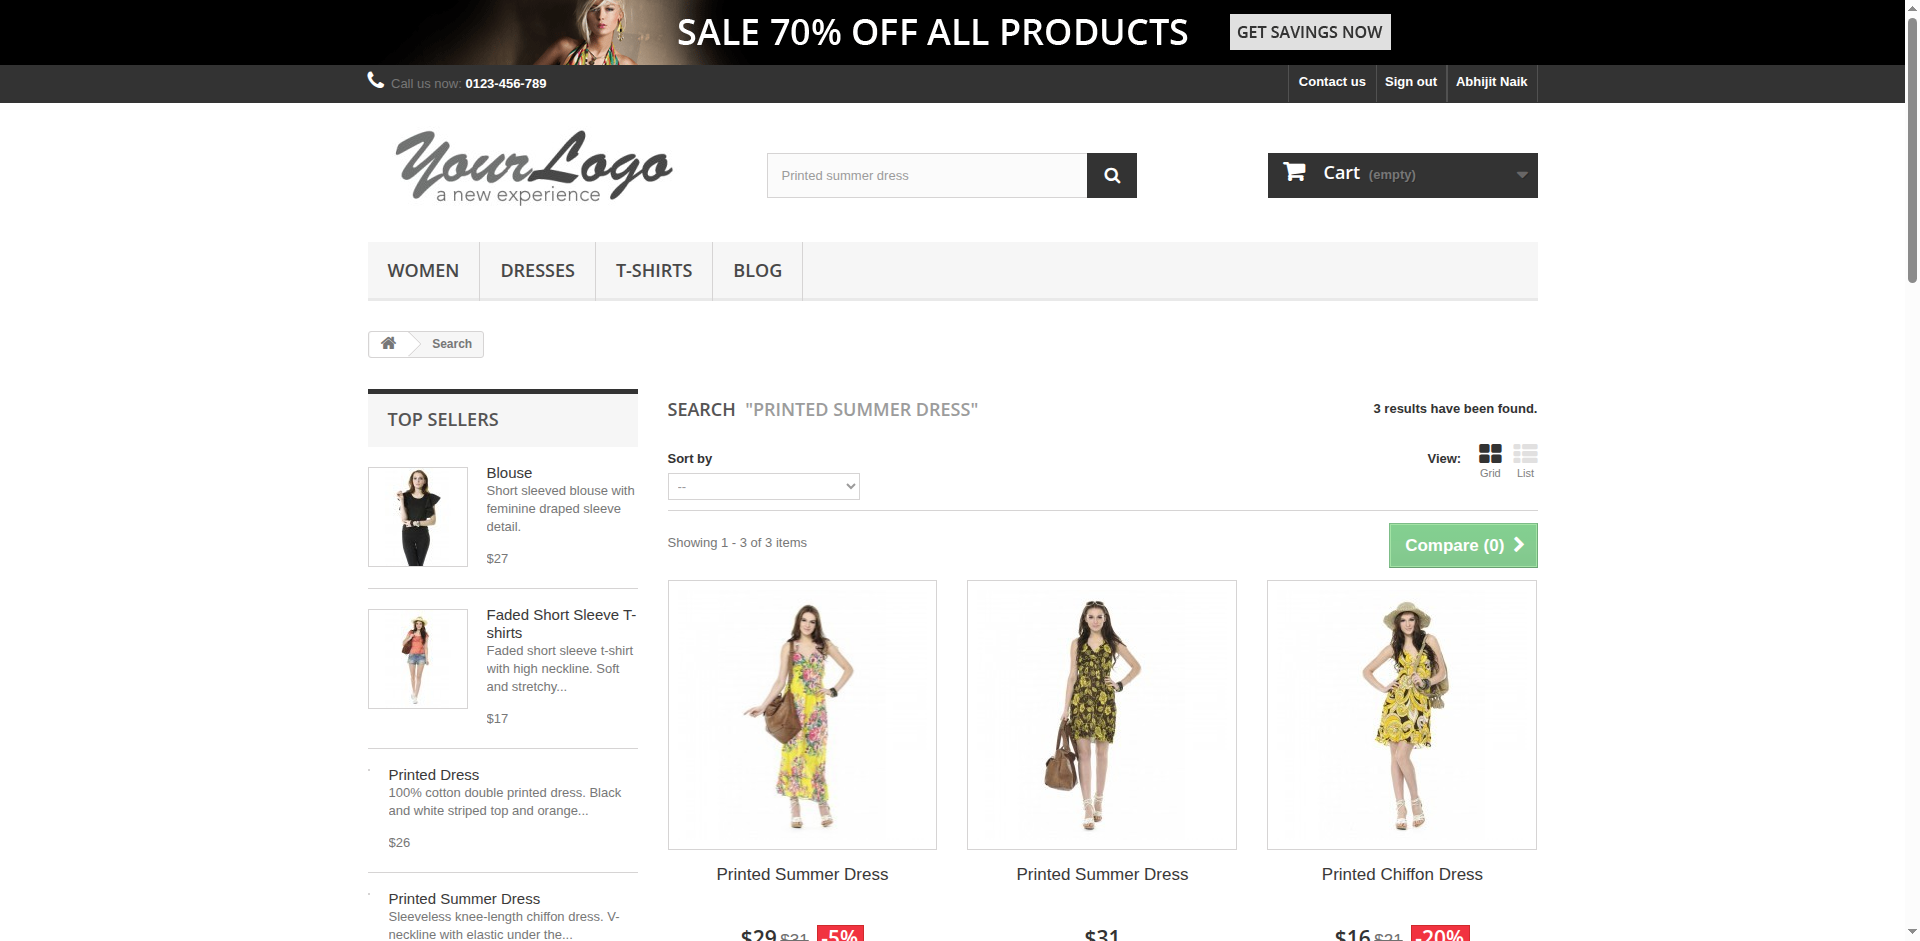 SALE 70% OFF ALL PRODUCTS
GET SAVINGS NOW
Call us now: 0123-456-789
Contact us
Sign out
Abhijit Naik
YourLogo
a new experience
Printed summer dress
Cart (empty)
WOMEN
DRESSES
T-SHIRTS
BLOG
Search
TOP SELLERS
Blouse
Short sleeved blouse with
feminine draped sleeve
detail.
$27
Faded Short Sleeve T-
shirts
Faded short sleeve t-shirt
with high neckline. Soft
and stretchy...
$17
Printed Dress
100% cotton double printed dress. Black
and white striped top and orange...
$26
Printed Summer Dress
Sleeveless knee-length chiffon dress. V-
neckline with elastic under the...
SEARCH "PRINTED SUMMER DRESS"
3 results have been found.
Sort by
--
View:
Grid
List
Showing 1 - 3 of 3 items
Compare (0)
Printed Summer Dress
$29 $31 -5%
Printed Summer Dress
$31
Printed Chiffon Dress
$16 $21 -20%